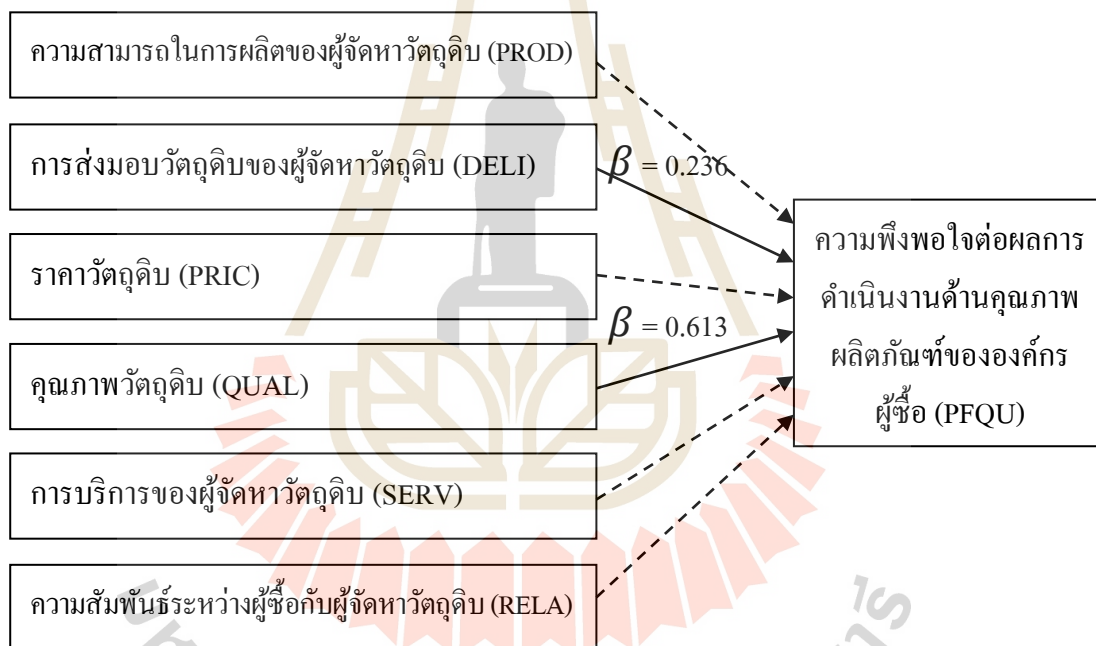 ความสามารถในการผลิตของผู้จัดหาวัตถุดิบ (PROD)
การส่งมอบวัตถุดิบของผู้จัดหาวัตถุดิบ (DELI)
β = 0.236
ราคาวัตถุดิบ (PRIC)
β = 0.613
คุณภาพวัตถุดิบ (QUAL)
การบริการของผู้จัดหาวัตถุดิบ (SERV)
ความสัมพันธ์ระหว่างผู้ซื้อกับผู้จัดหาวัตถุดิบ (RELA)
ความพึงพอใจต่อผลการ
ดำเนินงานด้านคุณภาพ
ผลิตภัณฑ์ขององค์กร
ผู้ซื้อ (PFQU)